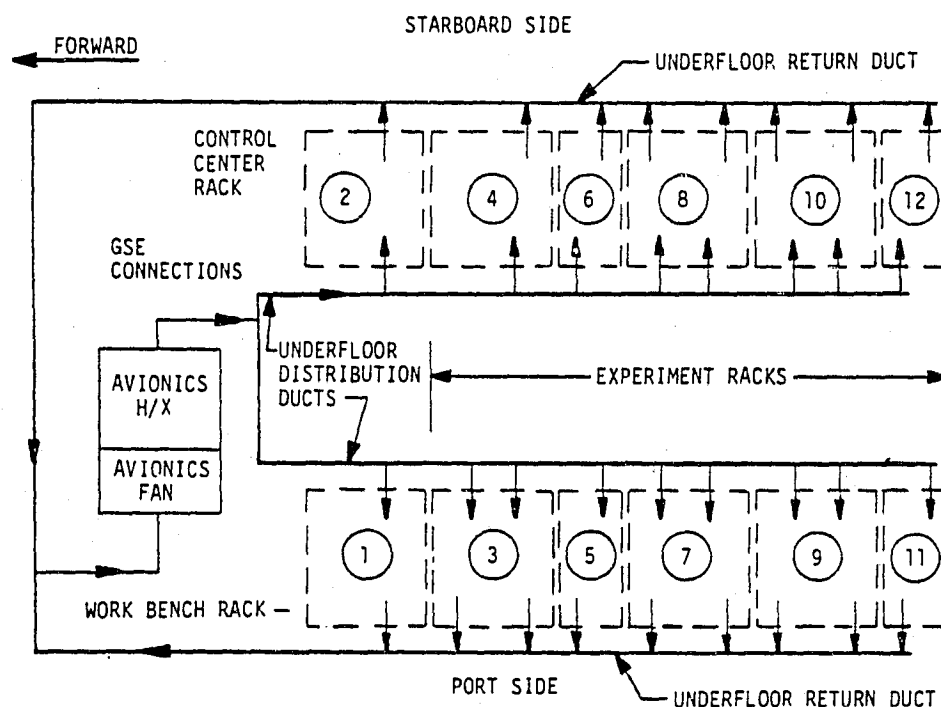 STARBOARD SIDE
FORWARD
UNDERFLOOR RETURN DUCT
CONTROL
CENTER
RACK
2
4
6
8
10
12
GSE
CONNECTIONS
UNDERFLOOR
DISTRIBUTION
DUCTS
EXPERIMENT RACKS
AVIONICS
H/X
AVIONICS
FAN
1
3
5
7
9
11
WORK BENCH RACK
PORT SIDE
UNDERFLOOR RETURN DUCT